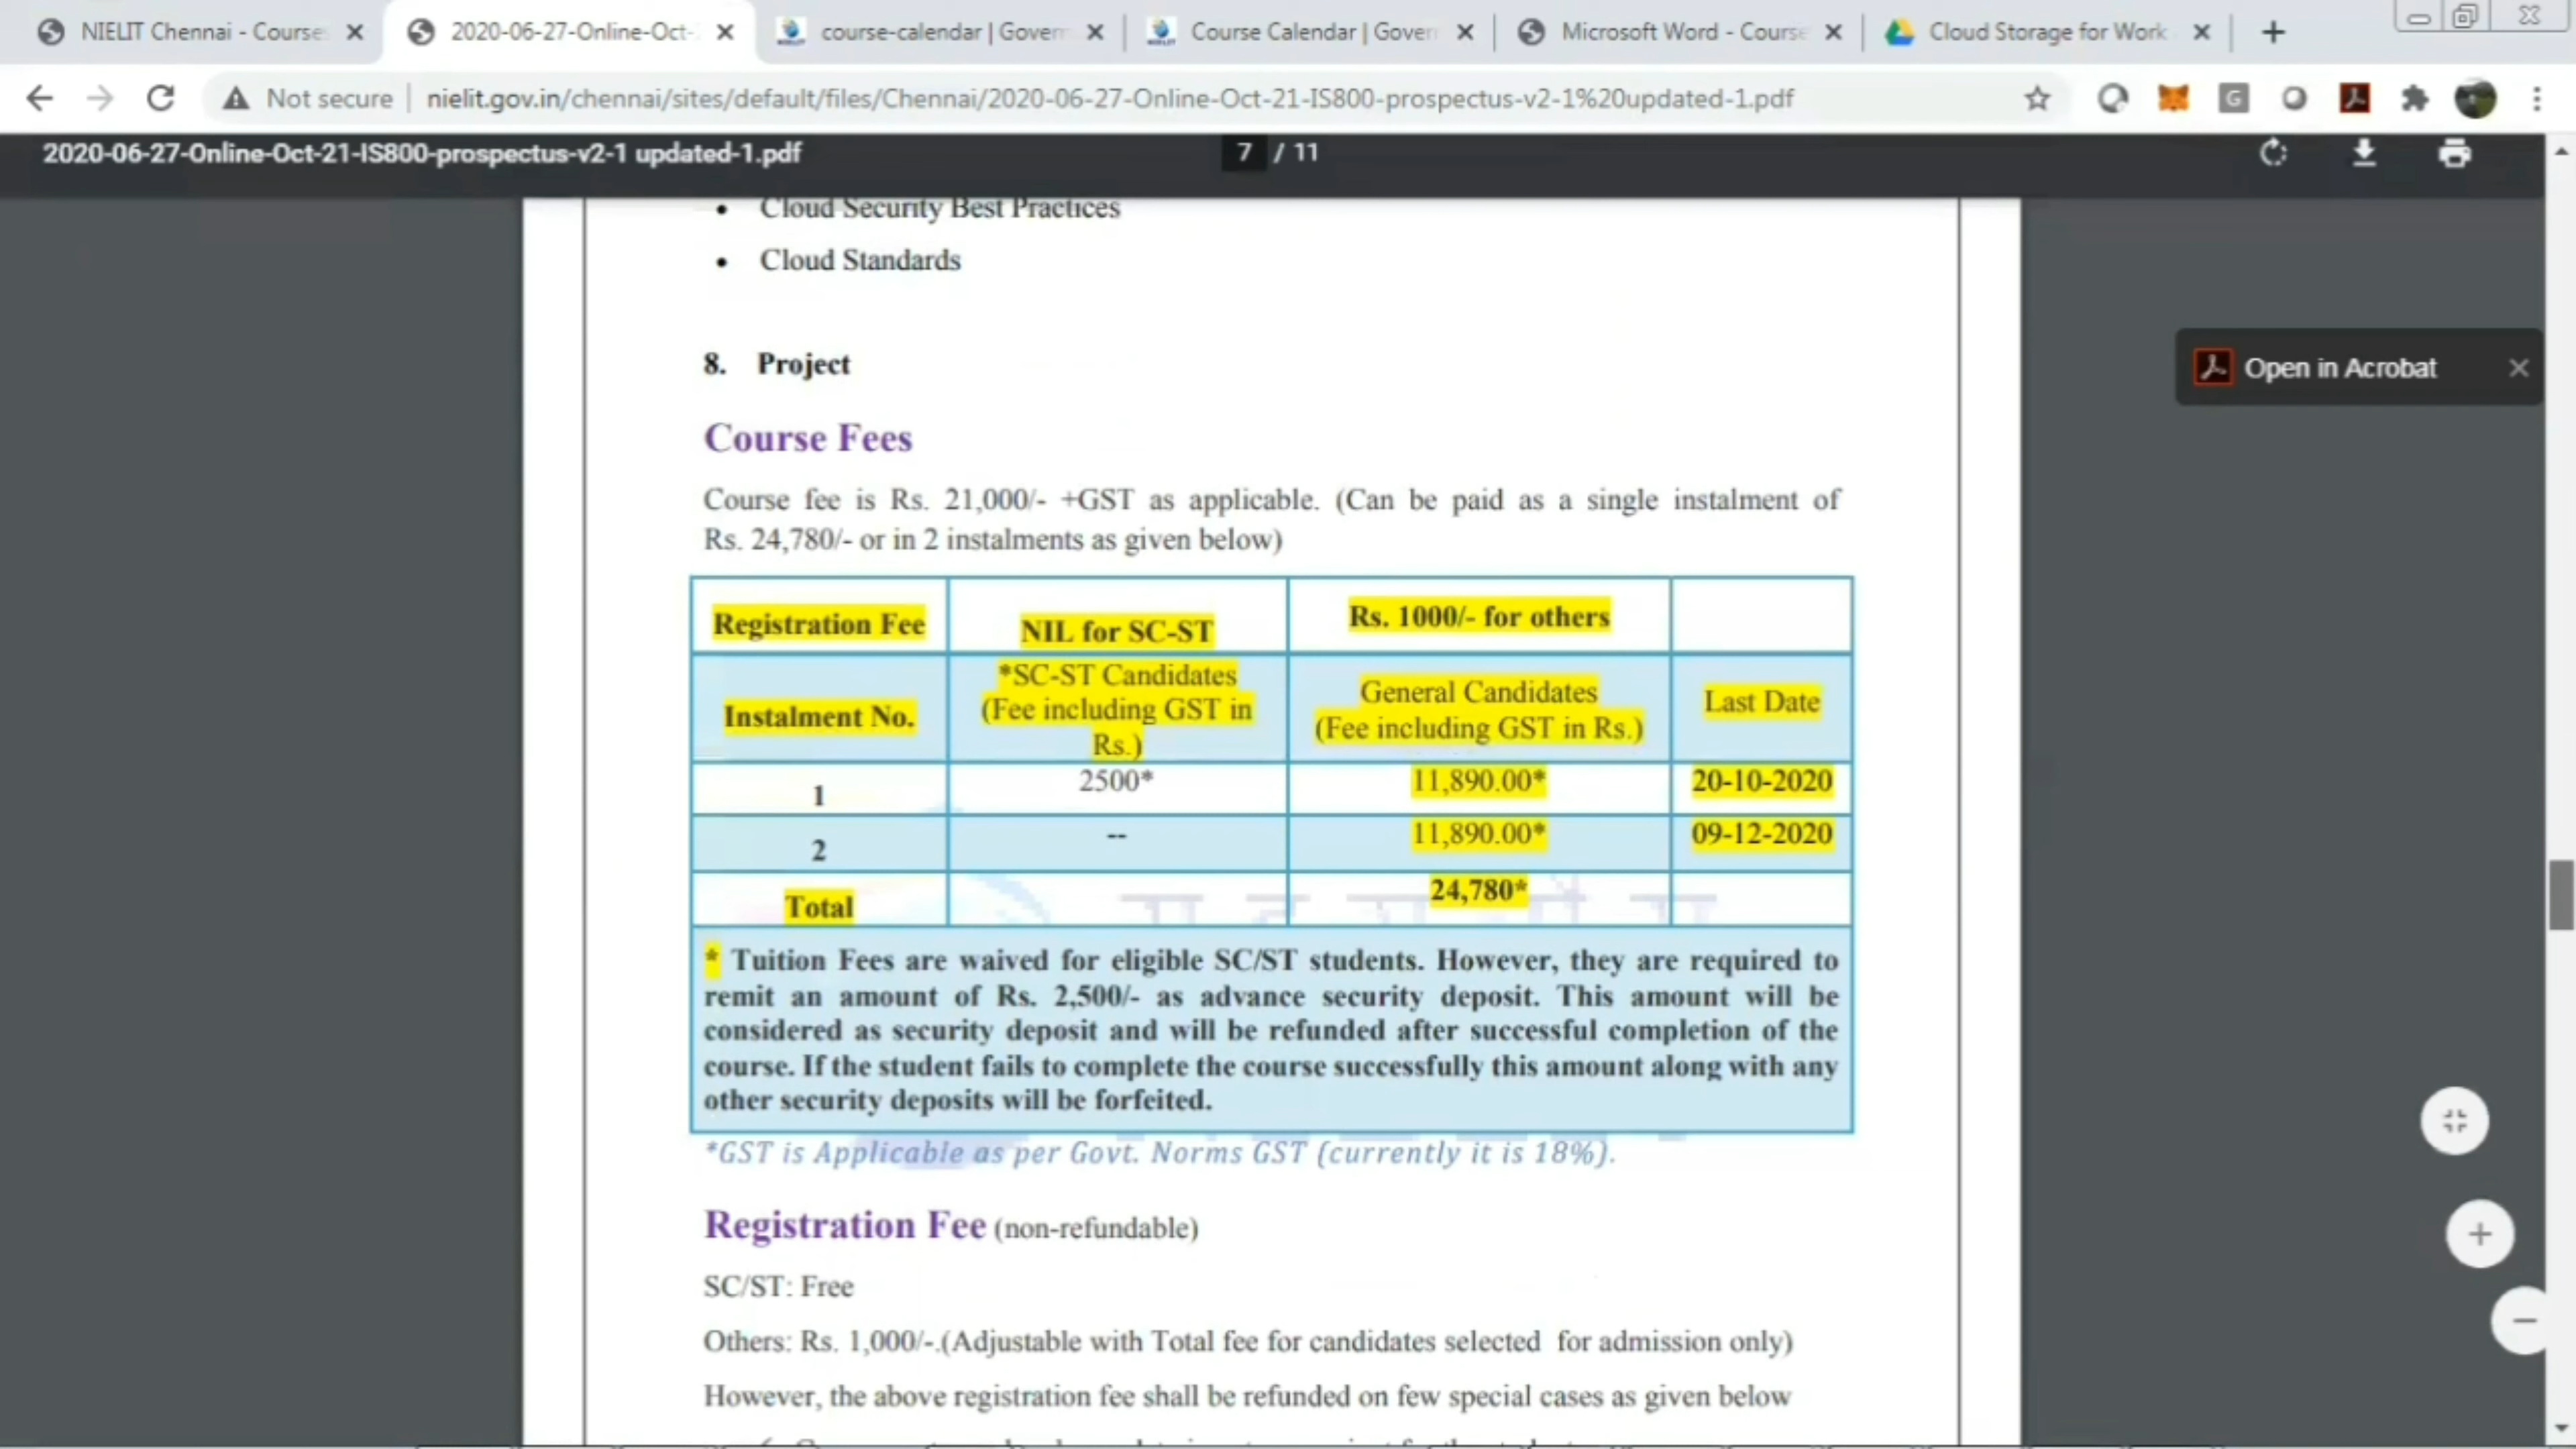 NIELIT Chennai - Course
2020-06-27-Online-Oct-
course-calendar | Govern
Course Calendar | Gover
Microsoft Word - Course
Cloud Storage for Work
Not secure
nielit.gov.in/chennai/sites/default/files/Chennai/2020-06-27-Online-Oct-21-IS800-prospectus-v2-1%20updated-1.pdf
2020-06-27-Online-Oct-21-IS800-prospectus-v2-1 updated-1.pdf
7 / 11
• Cloud Security Best Practices
• Cloud Standards
Open in Acrobat
8. Project
Course Fees
Course fee is Rs. 21,000/- +GST as applicable. (Can be paid as a single instalment of
Rs. 24,780/- or in 2 instalments as given below)
Registration Fee NIL for SC-ST Rs. 1000/- for others
Instalment No. *SC-ST Candidates (Fee including GST in Rs.) General Candidates (Fee including GST in Rs.) Last Date
1 2500* 11,890.00* 20-10-2020
2 -- 11,890.00* 09-12-2020
Total 24,780*
* Tuition Fees are waived for eligible SC/ST students. However, they are required to
remit an amount of Rs. 2,500/- as advance security deposit. This amount will be
considered as security deposit and will be refunded after successful completion of the
course. If the student fails to complete the course successfully this amount along with any
other security deposits will be forfeited.
*GST is Applicable as per Govt. Norms GST (currently it is 18%).
Registration Fee (non-refundable)
SC/ST: Free
Others: Rs. 1,000/-.(Adjustable with Total fee for candidates selected for admission only)
However, the above registration fee shall be refunded on few special cases as given below